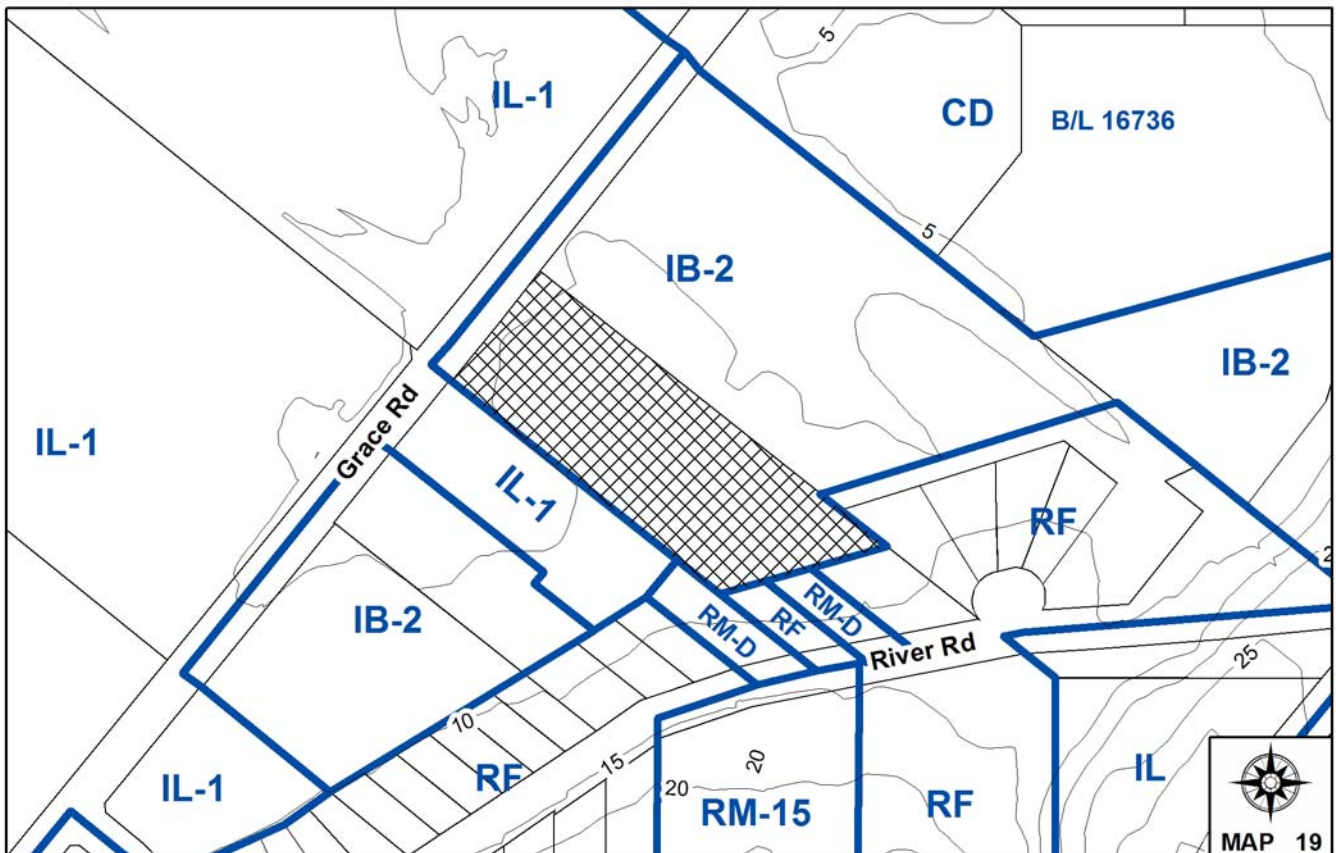 5
IL-1
CD
B/L 16736
5
IB-2
IB-2
IL-1
Grace Rd
IL-1
RF
IB-2
RM-D
RF
RM-D
River Rd
25
10
15
20
20
IL-1
RF
RM-15
RF
IL
MAP 19